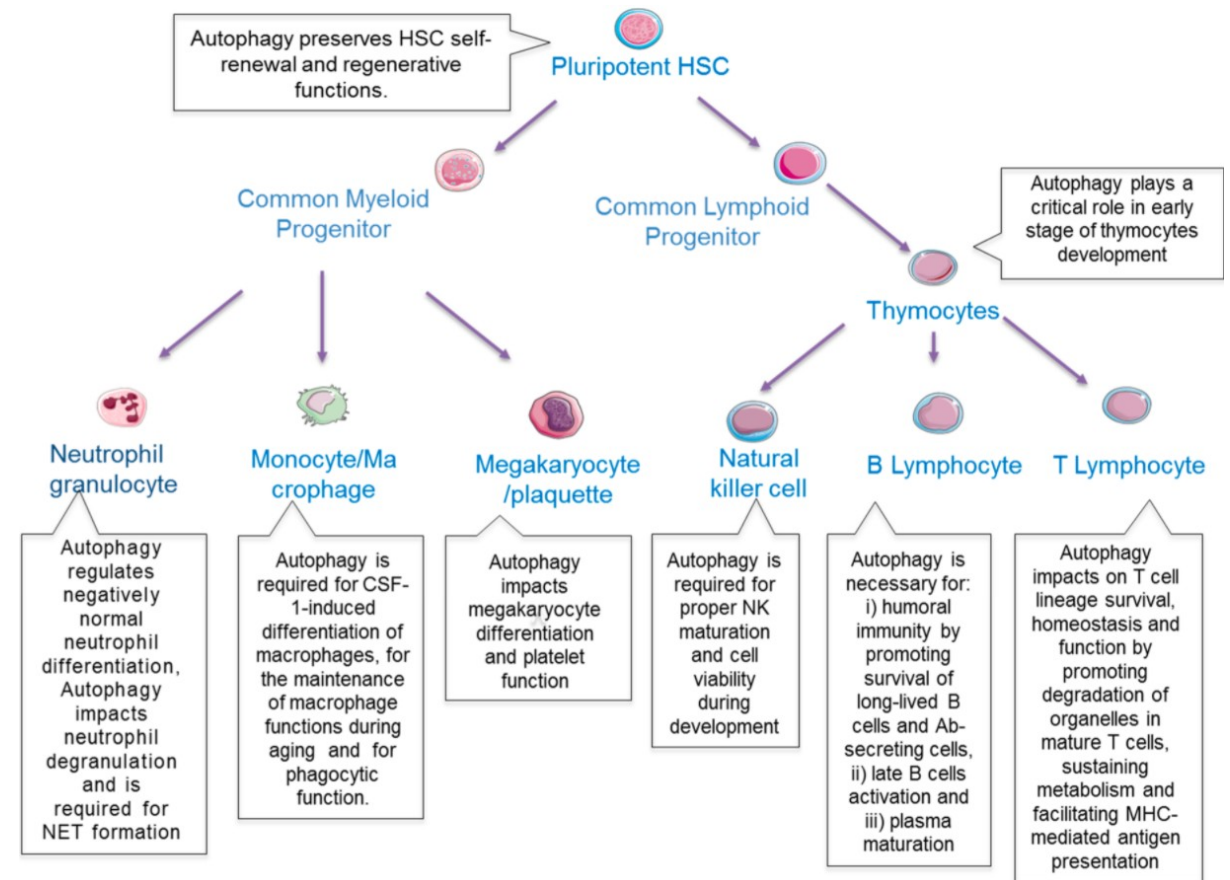 Autophagy preserves HSC self-
renewal and regenerative
functions.
Pluripotent HSC
Common Myeloid
Progenitor
Common Lymphoid
Progenitor
Autophagy plays a
critical role in early
stage of thymocytes
development
Thymocytes
Neutrophil
granulocyte
Monocyte/Ma
crophage
Megakaryocyte
/plaquette
Natural
killer cell
B Lymphocyte
T Lymphocyte
Autophagy
regulates
negatively
normal
neutrophil
differentiation,
Autophagy
impacts
neutrophil
degranulation
and is
required for
NET formation
Autophagy is
required for CSF-
1-induced
differentiation of
macrophages, for
the maintenance
of macrophage
functions during
aging and for
phagocytic
function.
Autophagy
impacts
megakaryocyte
differentiation
and platelet
function
Autophagy is
required for
proper NK
maturation
and cell
viability
during
development
Autophagy is
necessary for:
i) humoral
immunity by
promoting
survival of
long-lived B
cells and Ab-
secreting cells,
ii) late B cells
activation and
iii) plasma
maturation
Autophagy
impacts on T cell
lineage survival,
homeostasis and
function by
promoting
degradation of
organelles in
mature T cells,
sustaining
metabolism and
facilitating MHC-
mediated antigen
presentation